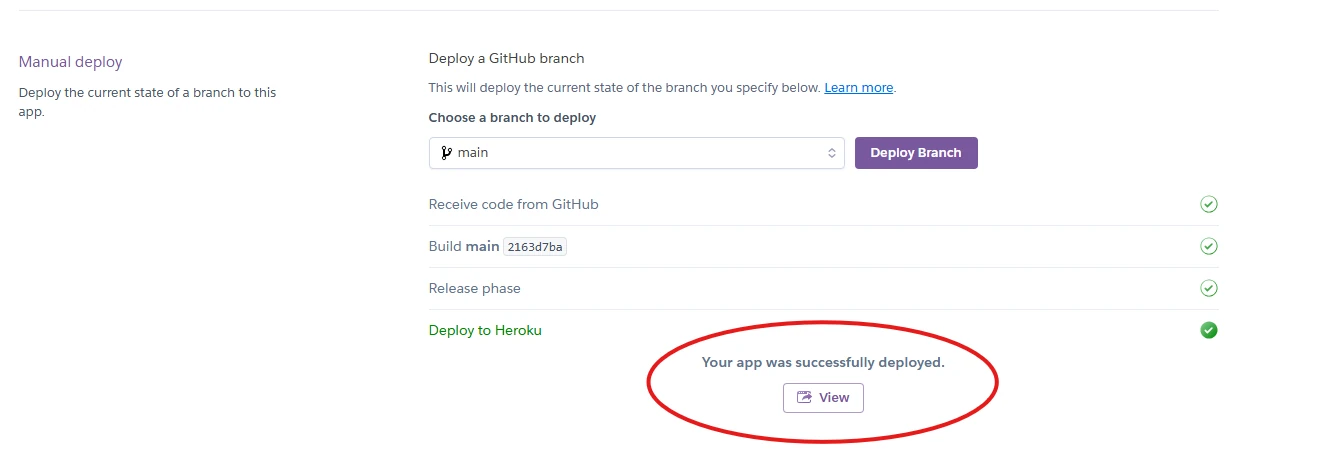 Manual deploy
Deploy the current state of a branch to this
app.
Deploy a GitHub branch
This will deploy the current state of the branch you specify below. Learn more.
Choose a branch to deploy
main
Deploy Branch
Receive code from GitHub
Build main 2163d7ba
Release phase
Deploy to Heroku
Your app was successfully deployed.
View